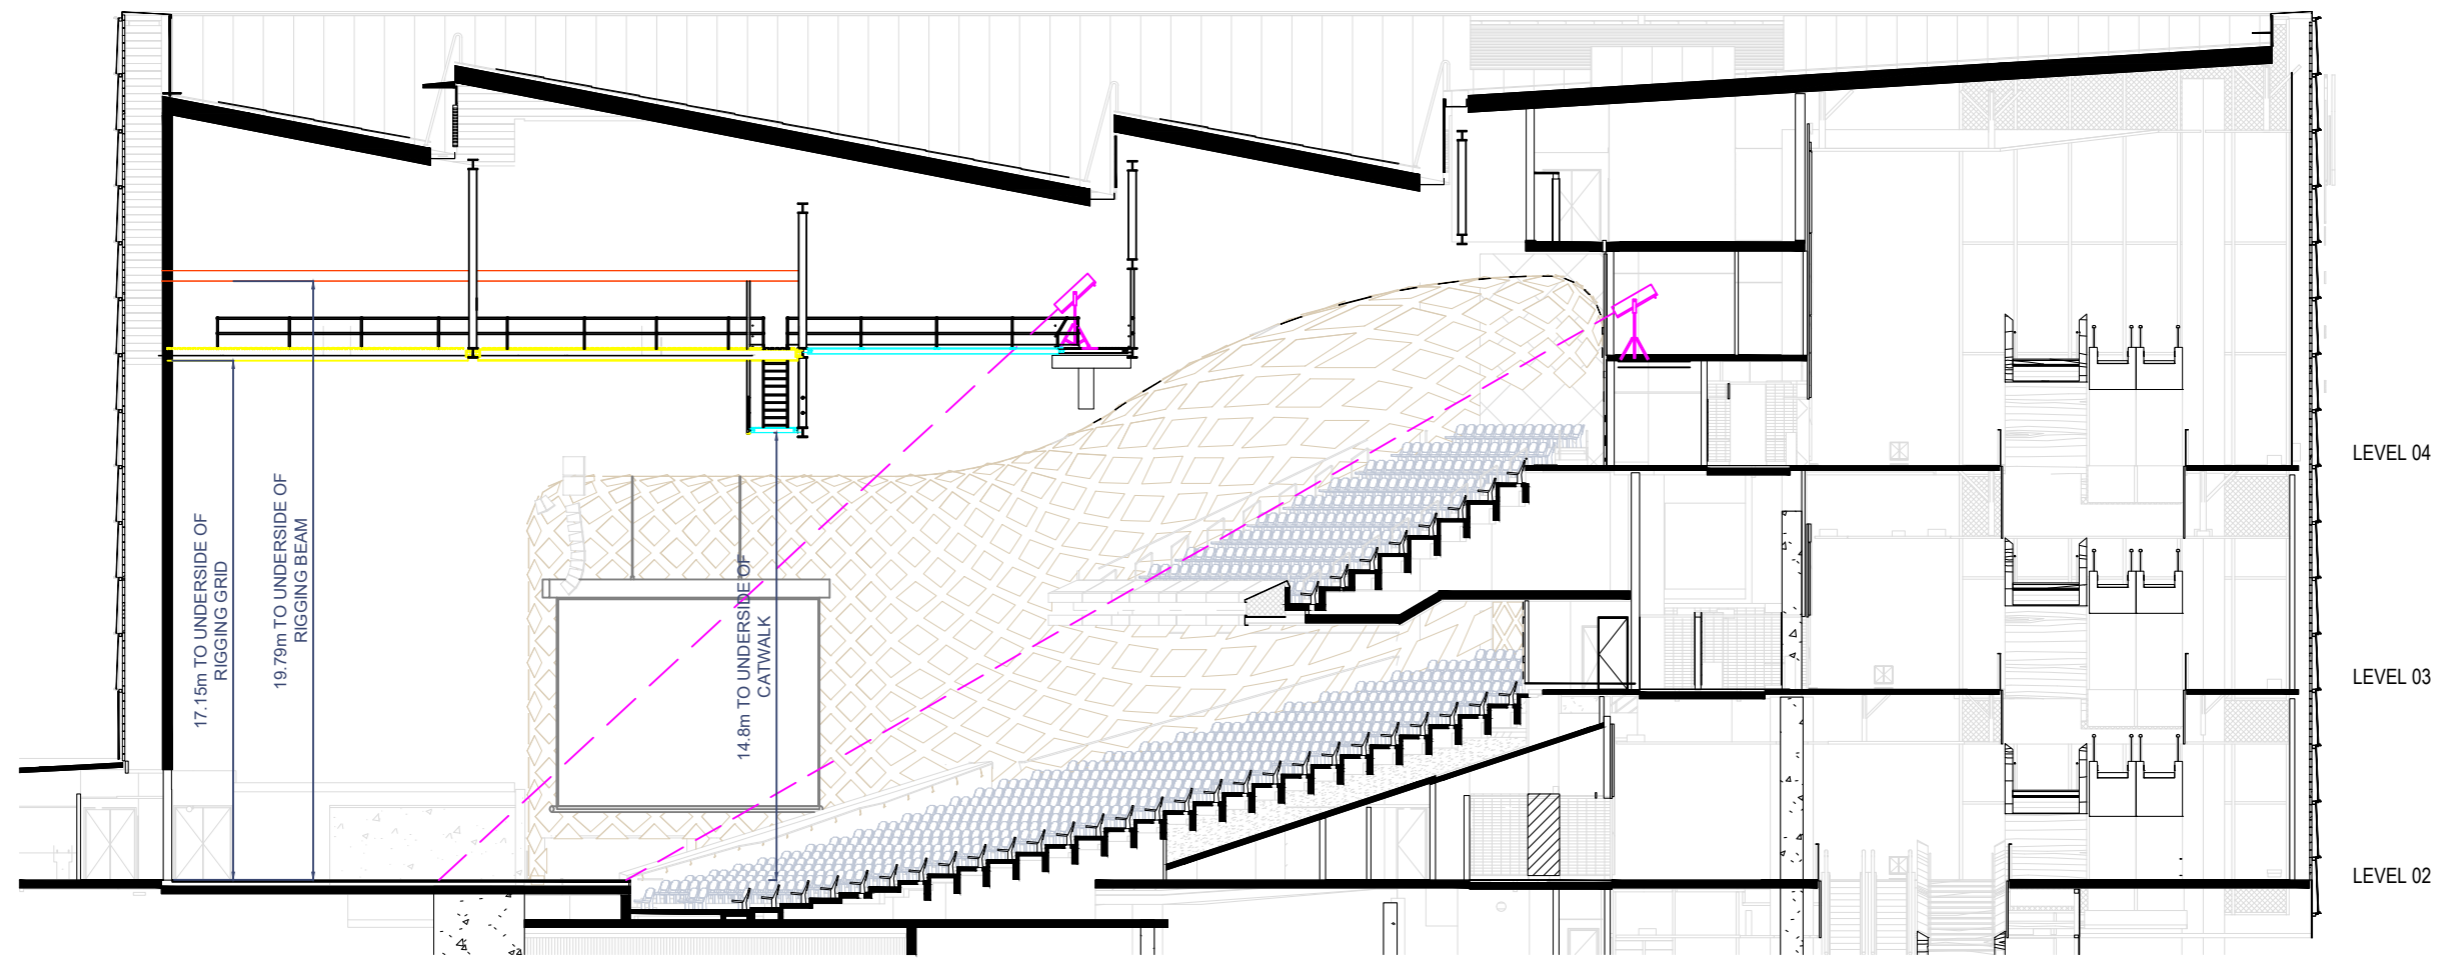 17.15m TO UNDERSIDE OF
RIGGING GRID
19.79m TO UNDERSIDE OF
RIGGING BEAM
14.8m TO UNDERSIDE OF
CATWALK
LEVEL 04
LEVEL 03
LEVEL 02